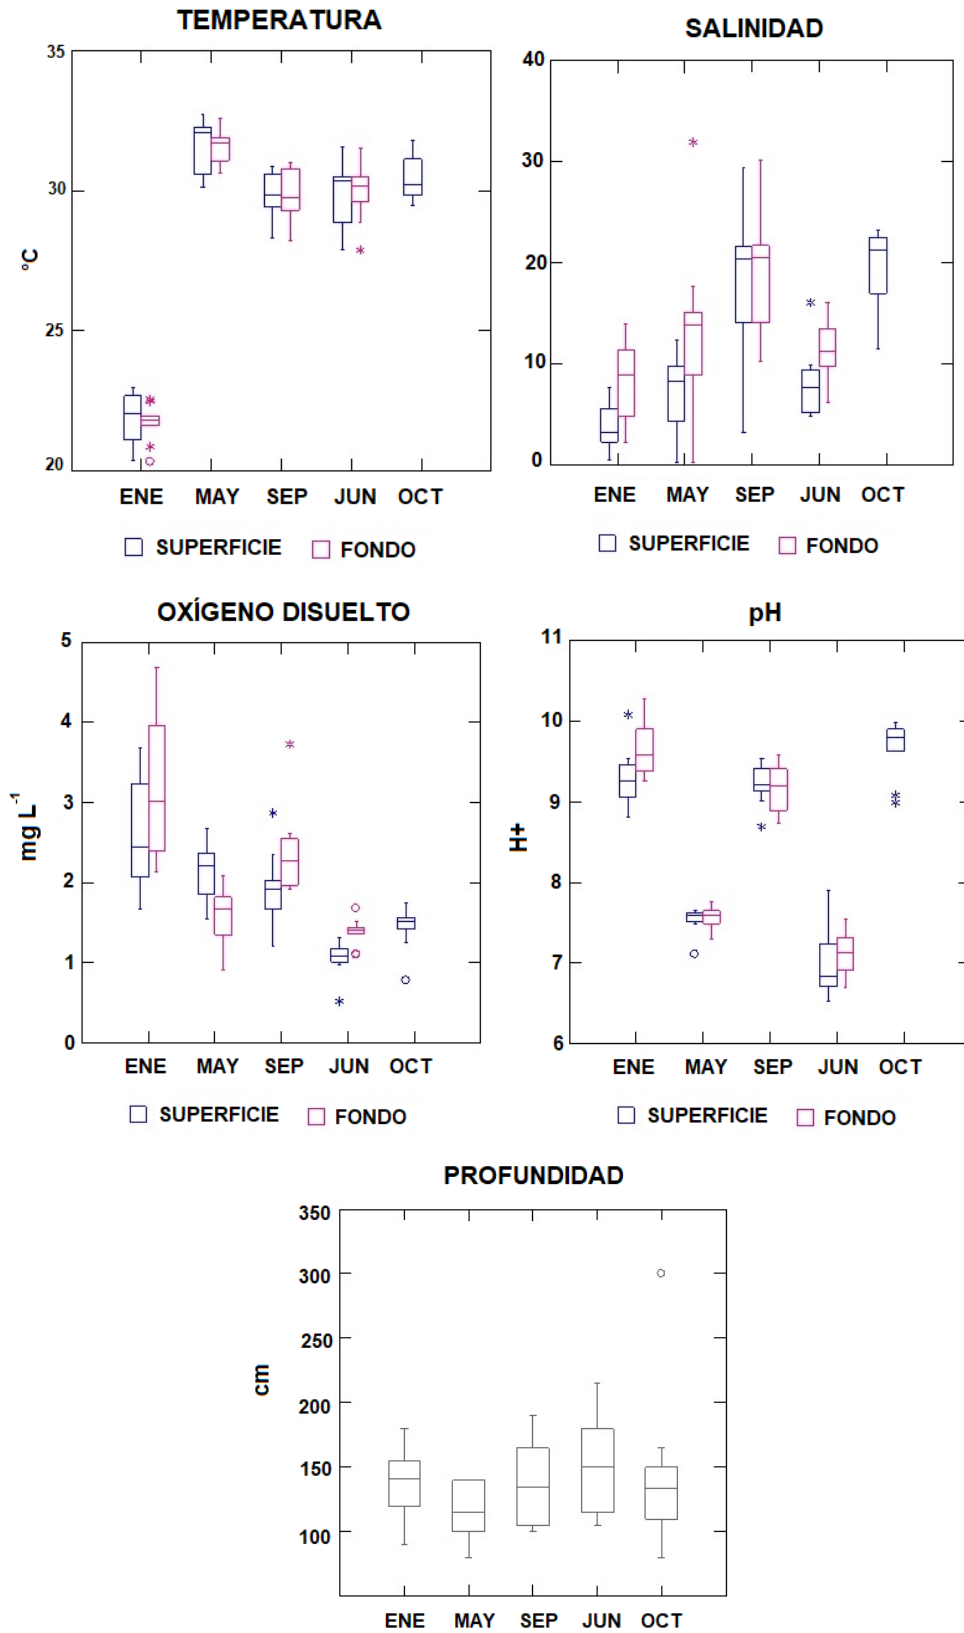 TEMPERATURA
35
30
25
20
°C
ENE MAY SEP JUN OCT
SUPERFICIE FONDO
SALINIDAD
40
30
20
10
0
ENE MAY SEP JUN OCT
SUPERFICIE FONDO
OXÍGENO DISUELTO
5
4
3
2
1
0
mg L-1
ENE MAY SEP JUN OCT
SUPERFICIE FONDO
pH
11
10
9
8
7
6
H+
ENE MAY SEP JUN OCT
SUPERFICIE FONDO
PROFUNDIDAD
350
300
250
200
150
100
cm
ENE MAY SEP JUN OCT